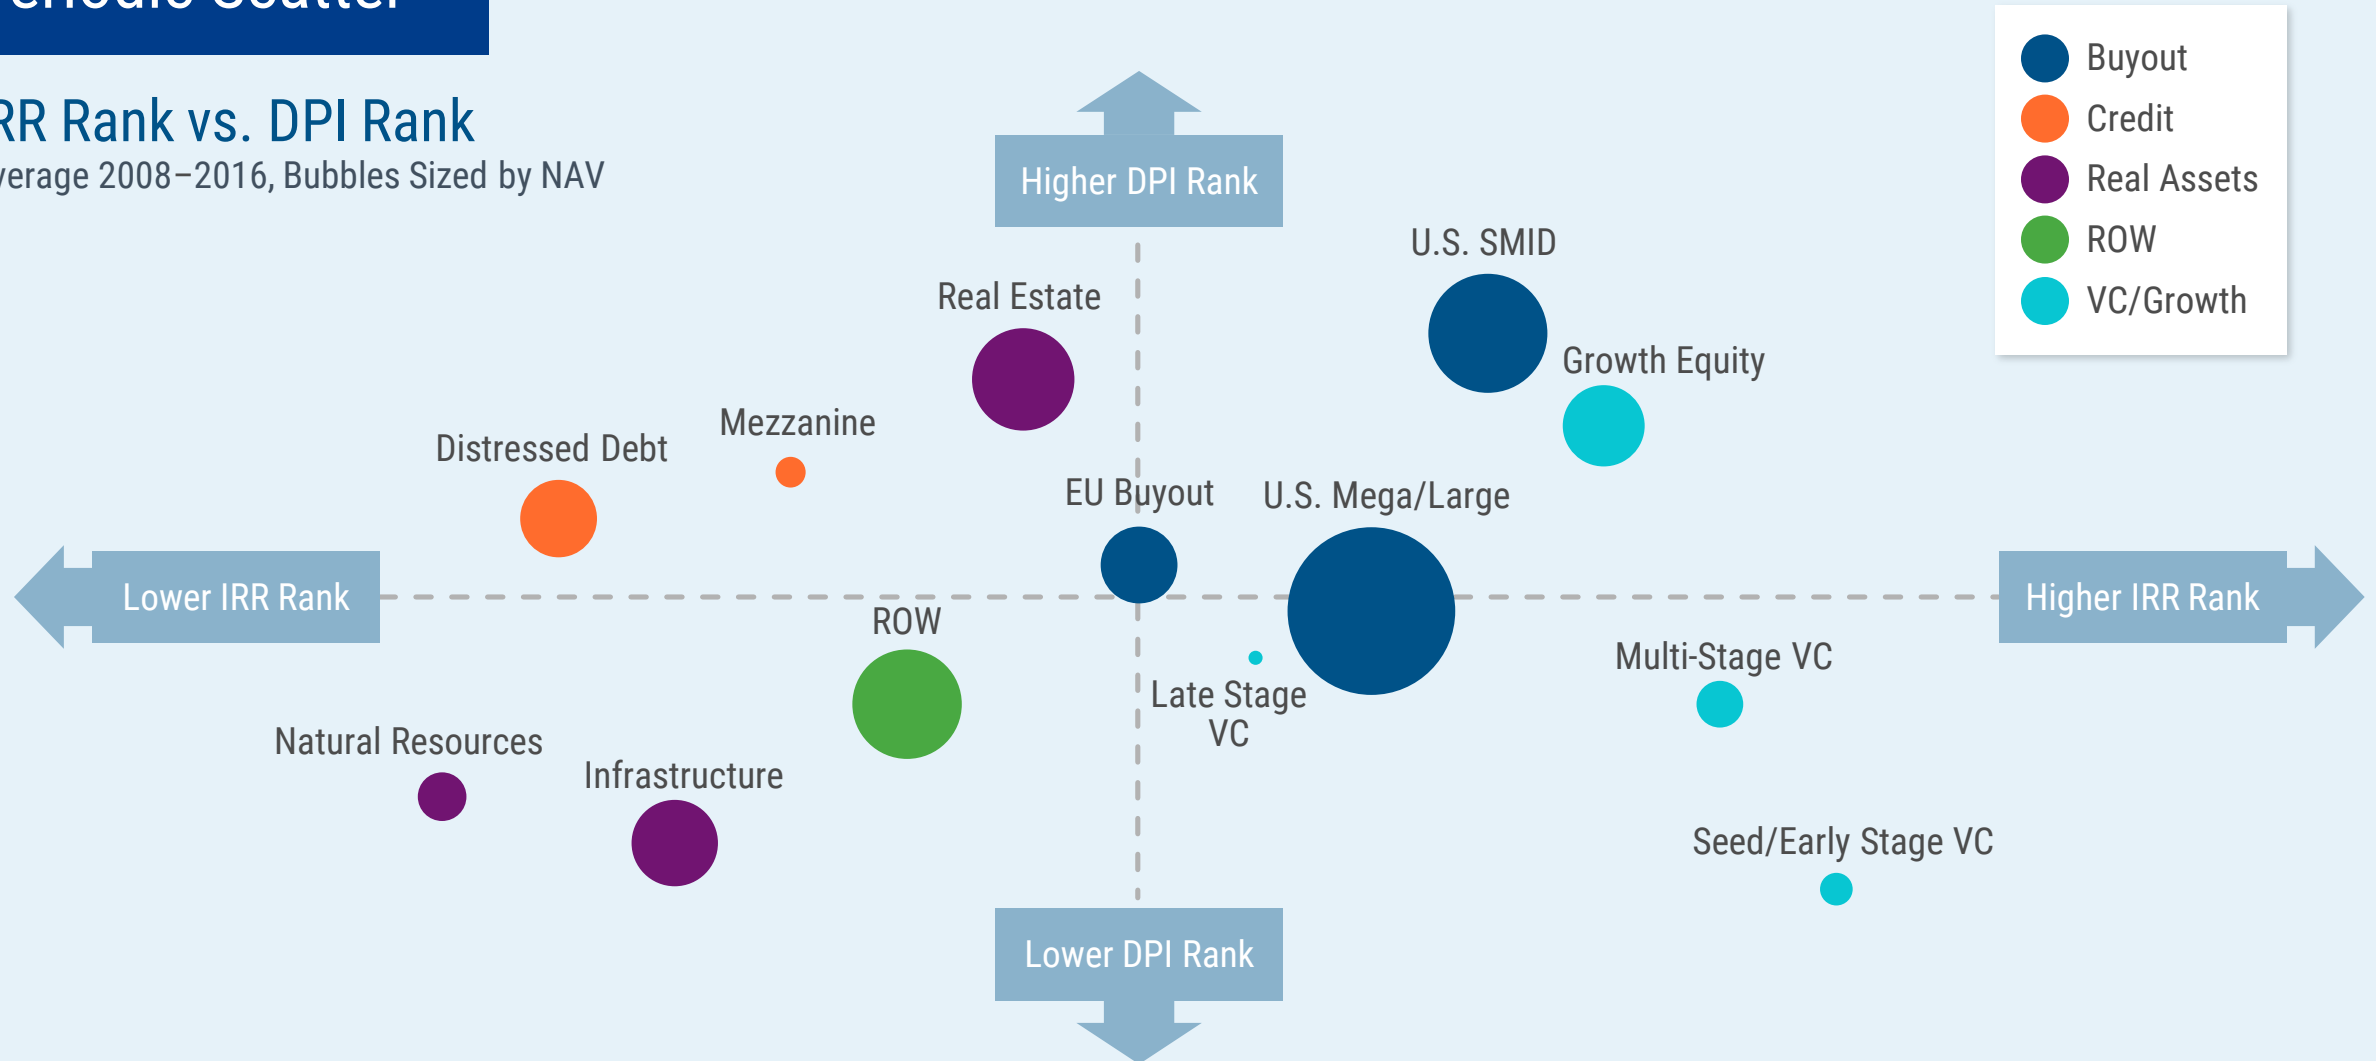 eriodic Scatter
RR Rank vs. DPI Rank
verage 2008–2016, Bubbles Sized by NAV
Buyout
Credit
Real Assets
ROW
VC/Growth
Higher DPI Rank
U.S. SMID
Real Estate
Growth Equity
Mezzanine
Distressed Debt
EU Buyout
U.S. Mega/Large
Lower IRR Rank
Higher IRR Rank
ROW
Multi-Stage VC
Late Stage
VC
Natural Resources
Infrastructure
Seed/Early Stage VC
Lower DPI Rank